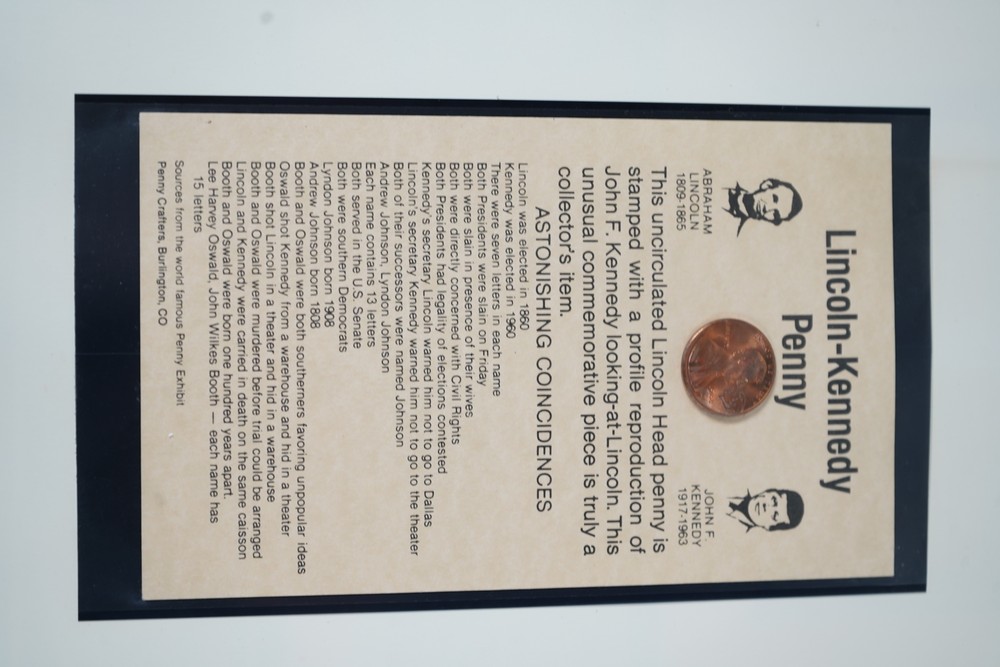 Lincoln-Kennedy
Penny
ABRAHAM
LINCOLN
1809-1865
JOHN F.
KENNEDY
1917-1963
This uncirculated Lincoln Head penny is
stamped with a profile reproduction of
John F. Kennedy looking-at-Lincoln. This
unusual commemorative piece is truly a
collector's item.
ASTONISHING COINCIDENCES
Lincoln was elected in 1860
Kennedy was elected in 1960
There were seven letters in each name
Both Presidents were slain on Friday
Both were slain in presence of their wives
Both were directly concerned with Civil Rights
Both Presidents had legality of elections contested
Kennedy's secretary Lincoln warned him not to go to Dallas
Lincoln's secretary Kennedy warned him not to go to the theater
Both of their successors were named Johnson
Andrew Johnson, Lyndon Johnson
Each name contains 13 letters
Both served in the U.S. Senate
Both were southern Democrats
Lyndon Johnson born 1908
Andrew Johnson born 1808
Booth and Oswald were both southerners favoring unpopular ideas
Oswald shot Kennedy from a warehouse and hid in a theater
Booth shot Lincoln in a theater and hid in a warehouse
Booth and Oswald were murdered before trial could be arranged
Lincoln and Kennedy were carried in death on the same caisson
Booth and Oswald were born one hundred years apart.
Lee Harvey Oswald, John Wilkes Booth — each name has
15 letters
Sources from the world famous Penny Exhibit
Penny Crafters, Burlington, CO